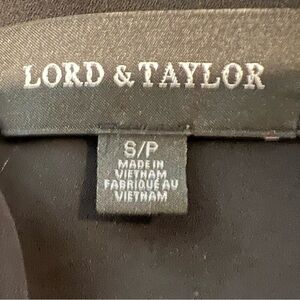 LORD & TAYLOR
S/P
MADE IN
VIETNAM
FABRIQUÉ AU
VIETNAM